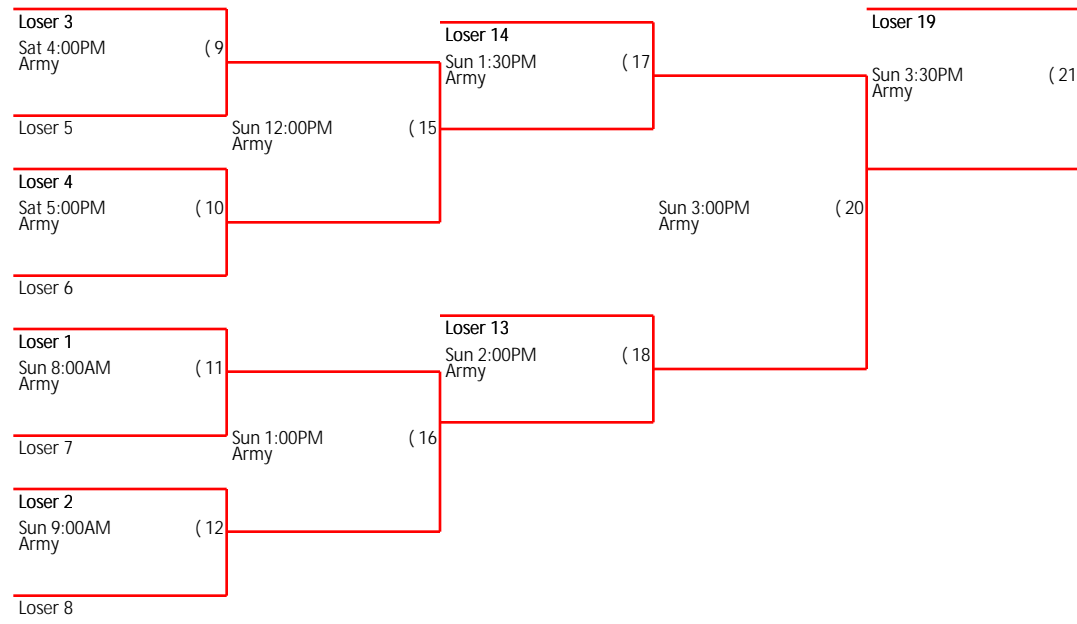 Loser 3
Sat 4:00PM ( 9
Army
Loser 5
Loser 4
Sat 5:00PM ( 10
Army
Loser 6
Loser 1
Sun 8:00AM ( 11
Army
Loser 7
Loser 2
Sun 9:00AM ( 12
Army
Loser 8
Sun 12:00PM ( 15
Army
Sun 1:00PM ( 16
Army
Loser 14
Sun 1:30PM ( 17
Army
Loser 13
Sun 2:00PM ( 18
Army
Sun 3:00PM ( 20
Army
Loser 19
Sun 3:30PM ( 21
Army